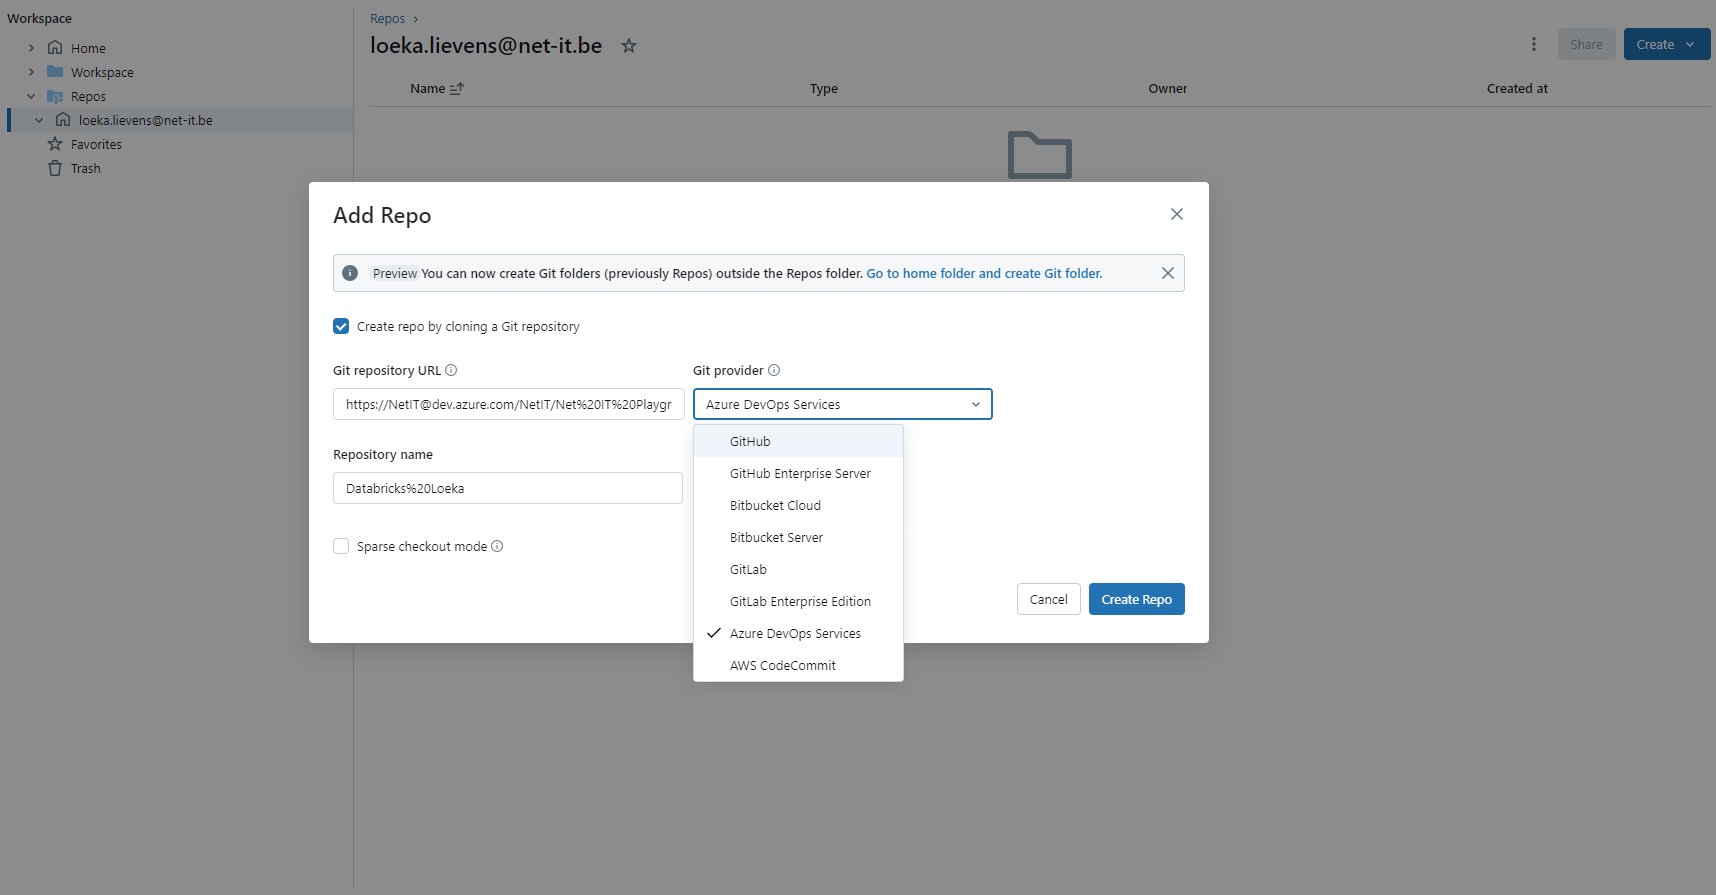 Workspace
Home
Workspace
Repos
loeka.lievens@net-it.be
Favorites
Trash
Repos
loeka.lievens@net-it.be
Share
Create
Name
Type
Owner
Created at
Add Repo
Preview You can now create Git folders (previously Repos) outside the Repos folder. Go to home folder and create Git folder.
Create repo by cloning a Git repository
Git repository URL
Git provider
https://NetIT@dev.azure.com/NetIT/Net%20IT%20Playgr
Azure DevOps Services
Repository name
Databricks%20Loeka
Sparse checkout mode
GitHub
GitHub Enterprise Server
Bitbucket Cloud
Bitbucket Server
GitLab
GitLab Enterprise Edition
Azure DevOps Services
AWS CodeCommit
Cancel
Create Repo